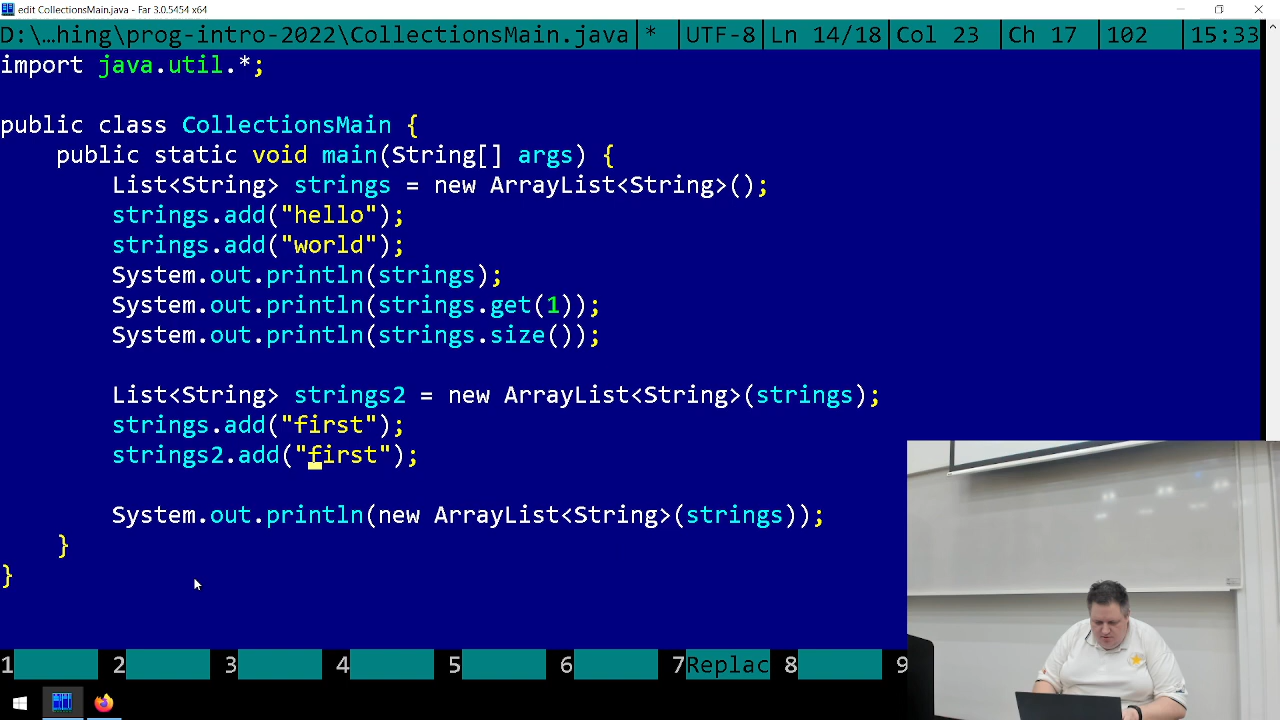 edit CollectionsMain.java - Far 3.0.5454 x64
D:\…hing\prog-intro-2022\CollectionsMain.java * UTF-8 Ln 14/18 Col 23 Ch 17 102 15:33
import java.util.*;
public class CollectionsMain {
    public static void main(String[] args) {
        List<String> strings = new ArrayList<String>();
        strings.add("hello");
        strings.add("world");
        System.out.println(strings);
        System.out.println(strings.get(1));
        System.out.println(strings.size());
        List<String> strings2 = new ArrayList<String>(strings);
        strings.add("first");
        strings2.add("first");
        System.out.println(new ArrayList<String>(strings));
    }
}
1 2 3 4 5 6 7Replac 8 9